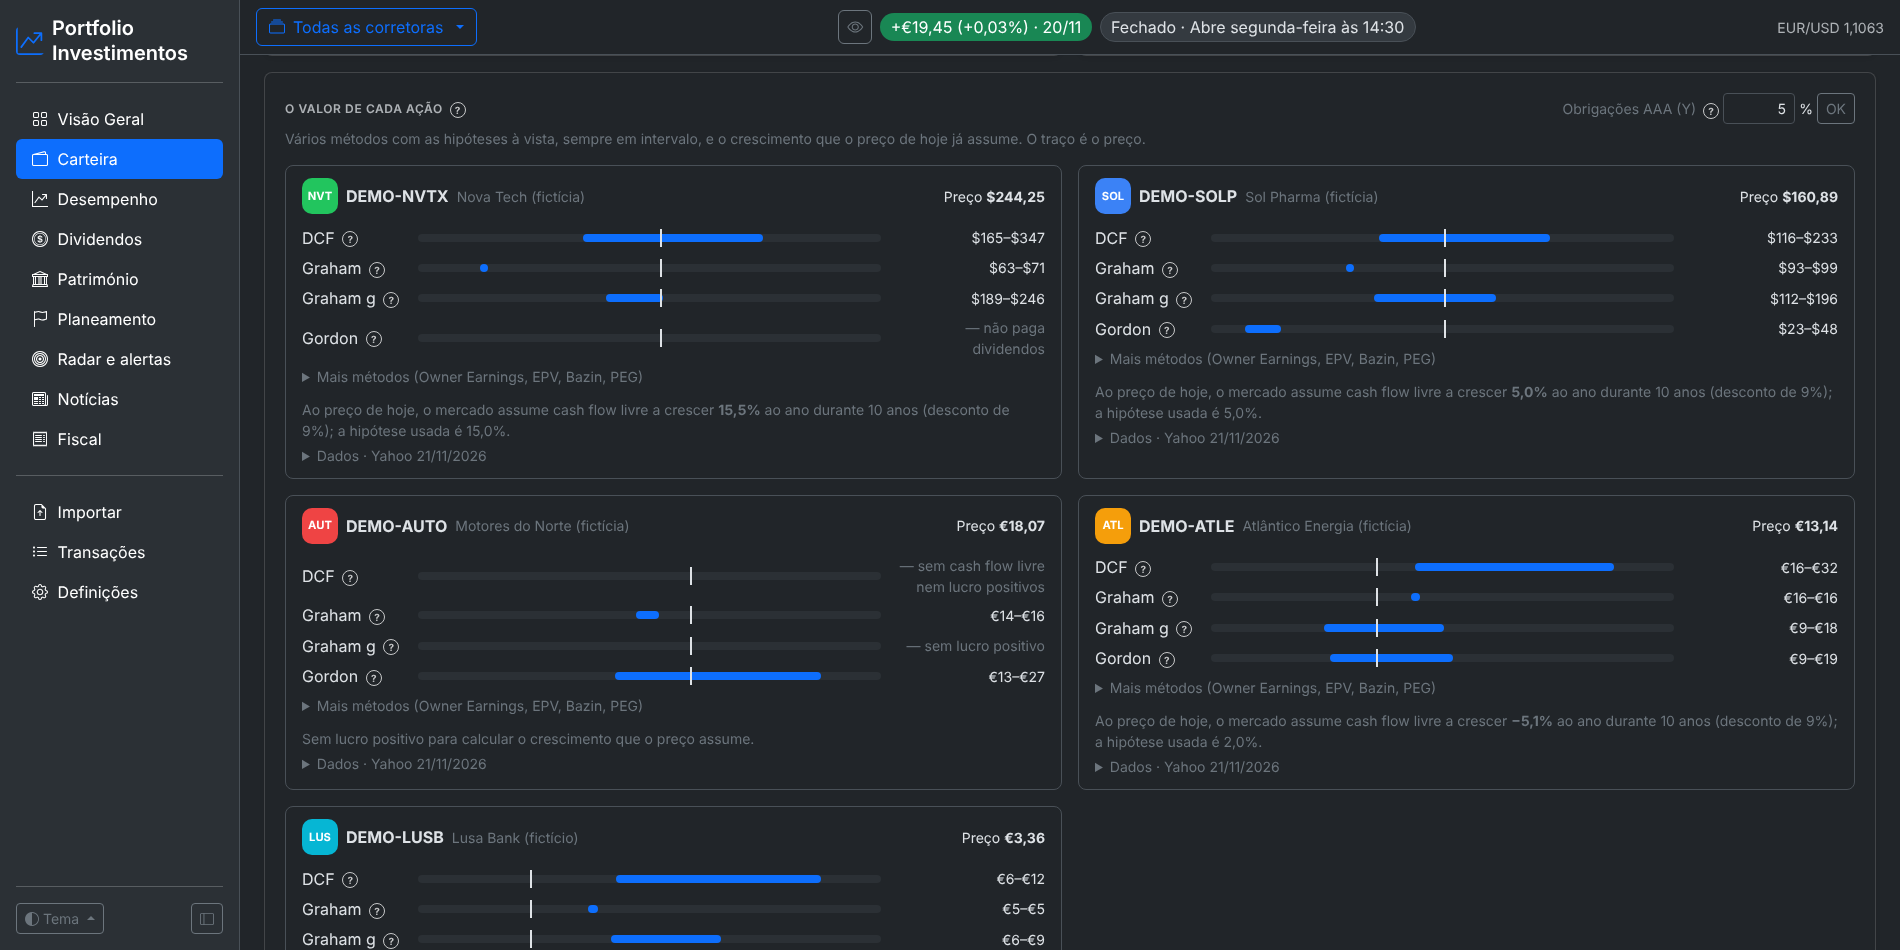 Portfolio
Investimentos
Todas as corretoras
+€19,45 (+0,03%) · 20/11
Fechado · Abre segunda-feira às 14:30
EUR/USD 1,1063
Visão Geral
Carteira
Desempenho
Dividendos
Património
Planeamento
Radar e alertas
Notícias
Fiscal
Importar
Transações
Definições
Tema
O VALOR DE CADA AÇÃO ?
Obrigações AAA (Y) ? 5 % OK
Vários métodos com as hipóteses à vista, sempre em intervalo, e o crescimento que o preço de hoje já assume. O traço é o preço.
NVT DEMO-NVTX Nova Tech (fictícia) Preço $244,25
DCF ? $165–$347
Graham ? $63–$71
Graham g ? $189–$246
Gordon ? — não paga
dividendos
Mais métodos (Owner Earnings, EPV, Bazin, PEG)
Ao preço de hoje, o mercado assume cash flow livre a crescer 15,5% ao ano durante 10 anos (desconto de
9%); a hipótese usada é 15,0%.
Dados · Yahoo 21/11/2026
SOL DEMO-SOLP Sol Pharma (fictícia) Preço $160,89
DCF ? $116–$233
Graham ? $93–$99
Graham g ? $112–$196
Gordon ? $23–$48
Mais métodos (Owner Earnings, EPV, Bazin, PEG)
Ao preço de hoje, o mercado assume cash flow livre a crescer 5,0% ao ano durante 10 anos (desconto de 9%);
a hipótese usada é 5,0%.
Dados · Yahoo 21/11/2026
AUT DEMO-AUTO Motores do Norte (fictícia) Preço €18,07
DCF ? — sem cash flow livre
nem lucro positivos
Graham ? €14–€16
Graham g ? — sem lucro positivo
Gordon ? €13–€27
Mais métodos (Owner Earnings, EPV, Bazin, PEG)
Sem lucro positivo para calcular o crescimento que o preço assume.
Dados · Yahoo 21/11/2026
ATL DEMO-ATLE Atlântico Energia (fictícia) Preço €13,14
DCF ? €16–€32
Graham ? €16–€16
Graham g ? €9–€18
Gordon ? €9–€19
Mais métodos (Owner Earnings, EPV, Bazin, PEG)
Ao preço de hoje, o mercado assume cash flow livre a crescer −5,1% ao ano durante 10 anos (desconto de 9%);
a hipótese usada é 2,0%.
Dados · Yahoo 21/11/2026
LUS DEMO-LUSB Lusa Bank (fictício) Preço €3,36
DCF ? €6–€12
Graham ? €5–€5
Graham g ? €6–€9